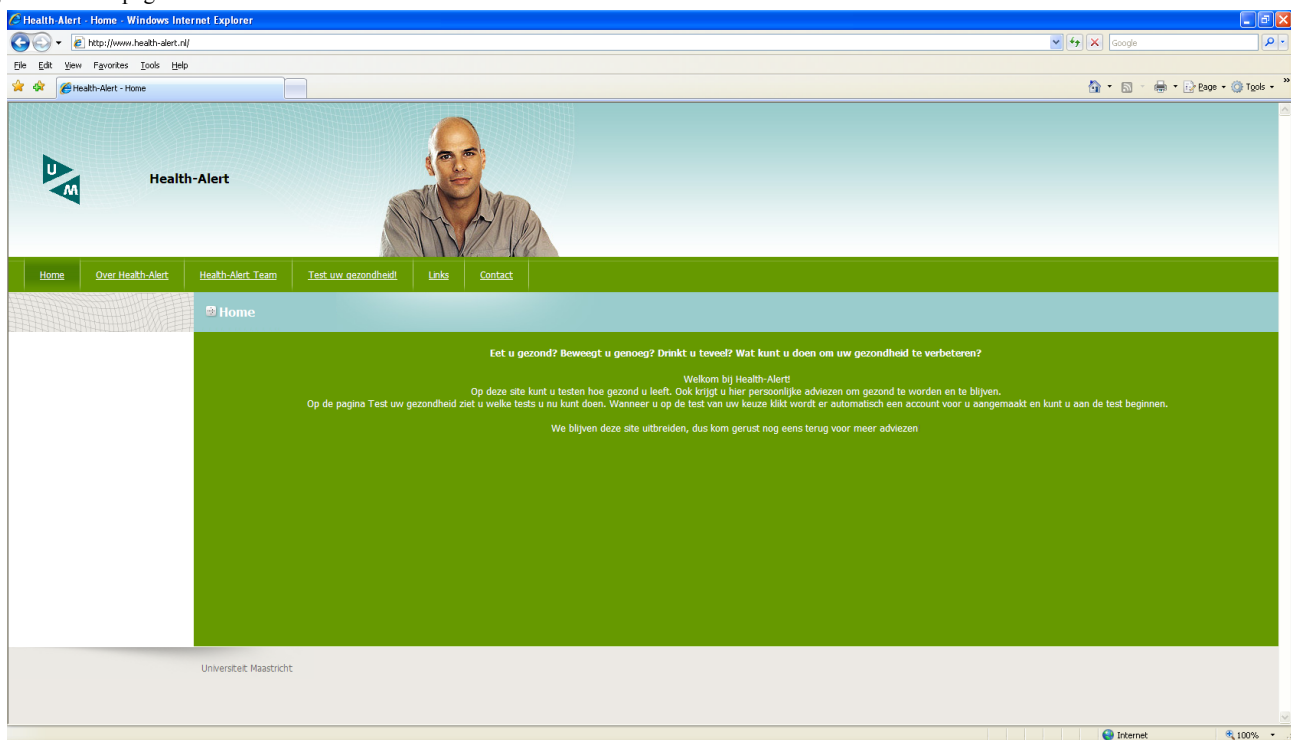 Health-Alert - Home - Windows Internet Explorer
http://www.health-alert.nl/
Google
File Edit View Favorites Tools Help
Health-Alert - Home
Page Tools
U
M
Health-Alert
Home Over Health-Alert Health-Alert Team Test uw gezondheid! Links Contact
Home
Eet u gezond? Beweegt u genoeg? Drinkt u teveel? Wat kunt u doen om uw gezondheid te verbeteren?
Welkom bij Health-Alert!
Op deze site kunt u testen hoe gezond u leeft. Ook krijgt u hier persoonlijke adviezen om gezond te worden en te blijven.
Op de pagina Test uw gezondheid ziet u welke tests u nu kunt doen. Wanneer u op de test van uw keuze klikt wordt er automatisch een account voor u aangemaakt en kunt u aan de test beginnen.
We blijven deze site uitbreiden, dus kom gerust nog eens terug voor meer adviezen
Universiteit Maastricht
Internet 100%